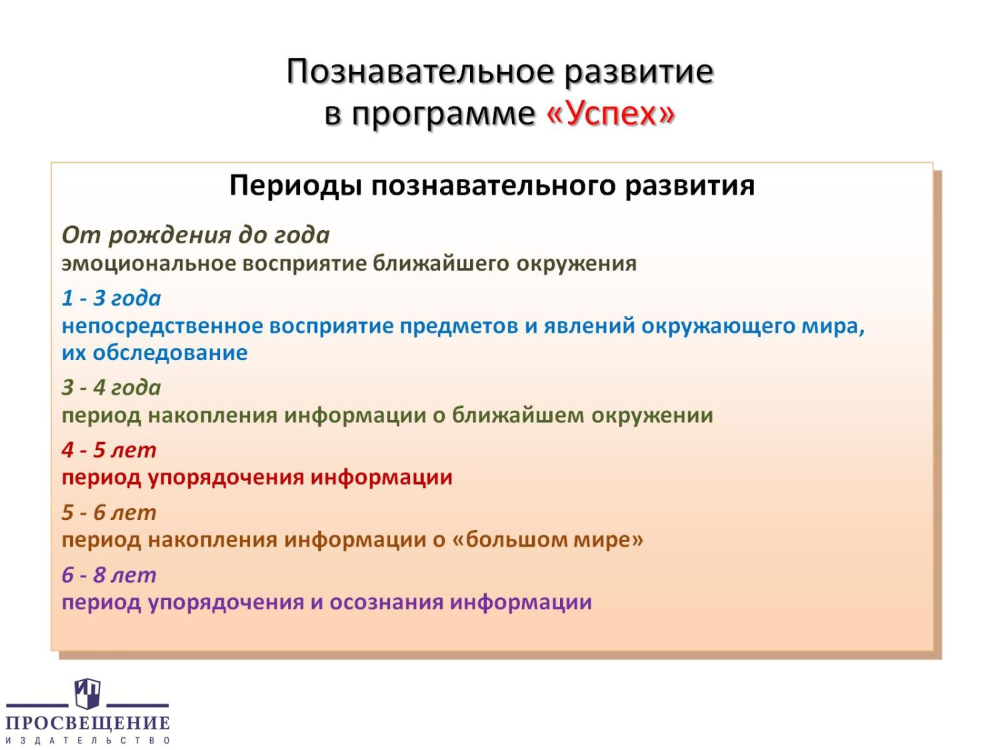 Познавательное развитие
в программе «Успех»
Периоды познавательного развития
От рождения до года
эмоциональное восприятие ближайшего окружения
1 - 3 года
непосредственное восприятие предметов и явлений окружающего мира,
их обследование
3 - 4 года
период накопления информации о ближайшем окружении
4 - 5 лет
период упорядочения информации
5 - 6 лет
период накопления информации о «большом мире»
6 - 8 лет
период упорядочения и осознания информации
ИП
ПРОСВЕЩЕНИЕ
ИЗДАТЕЛЬСТВО